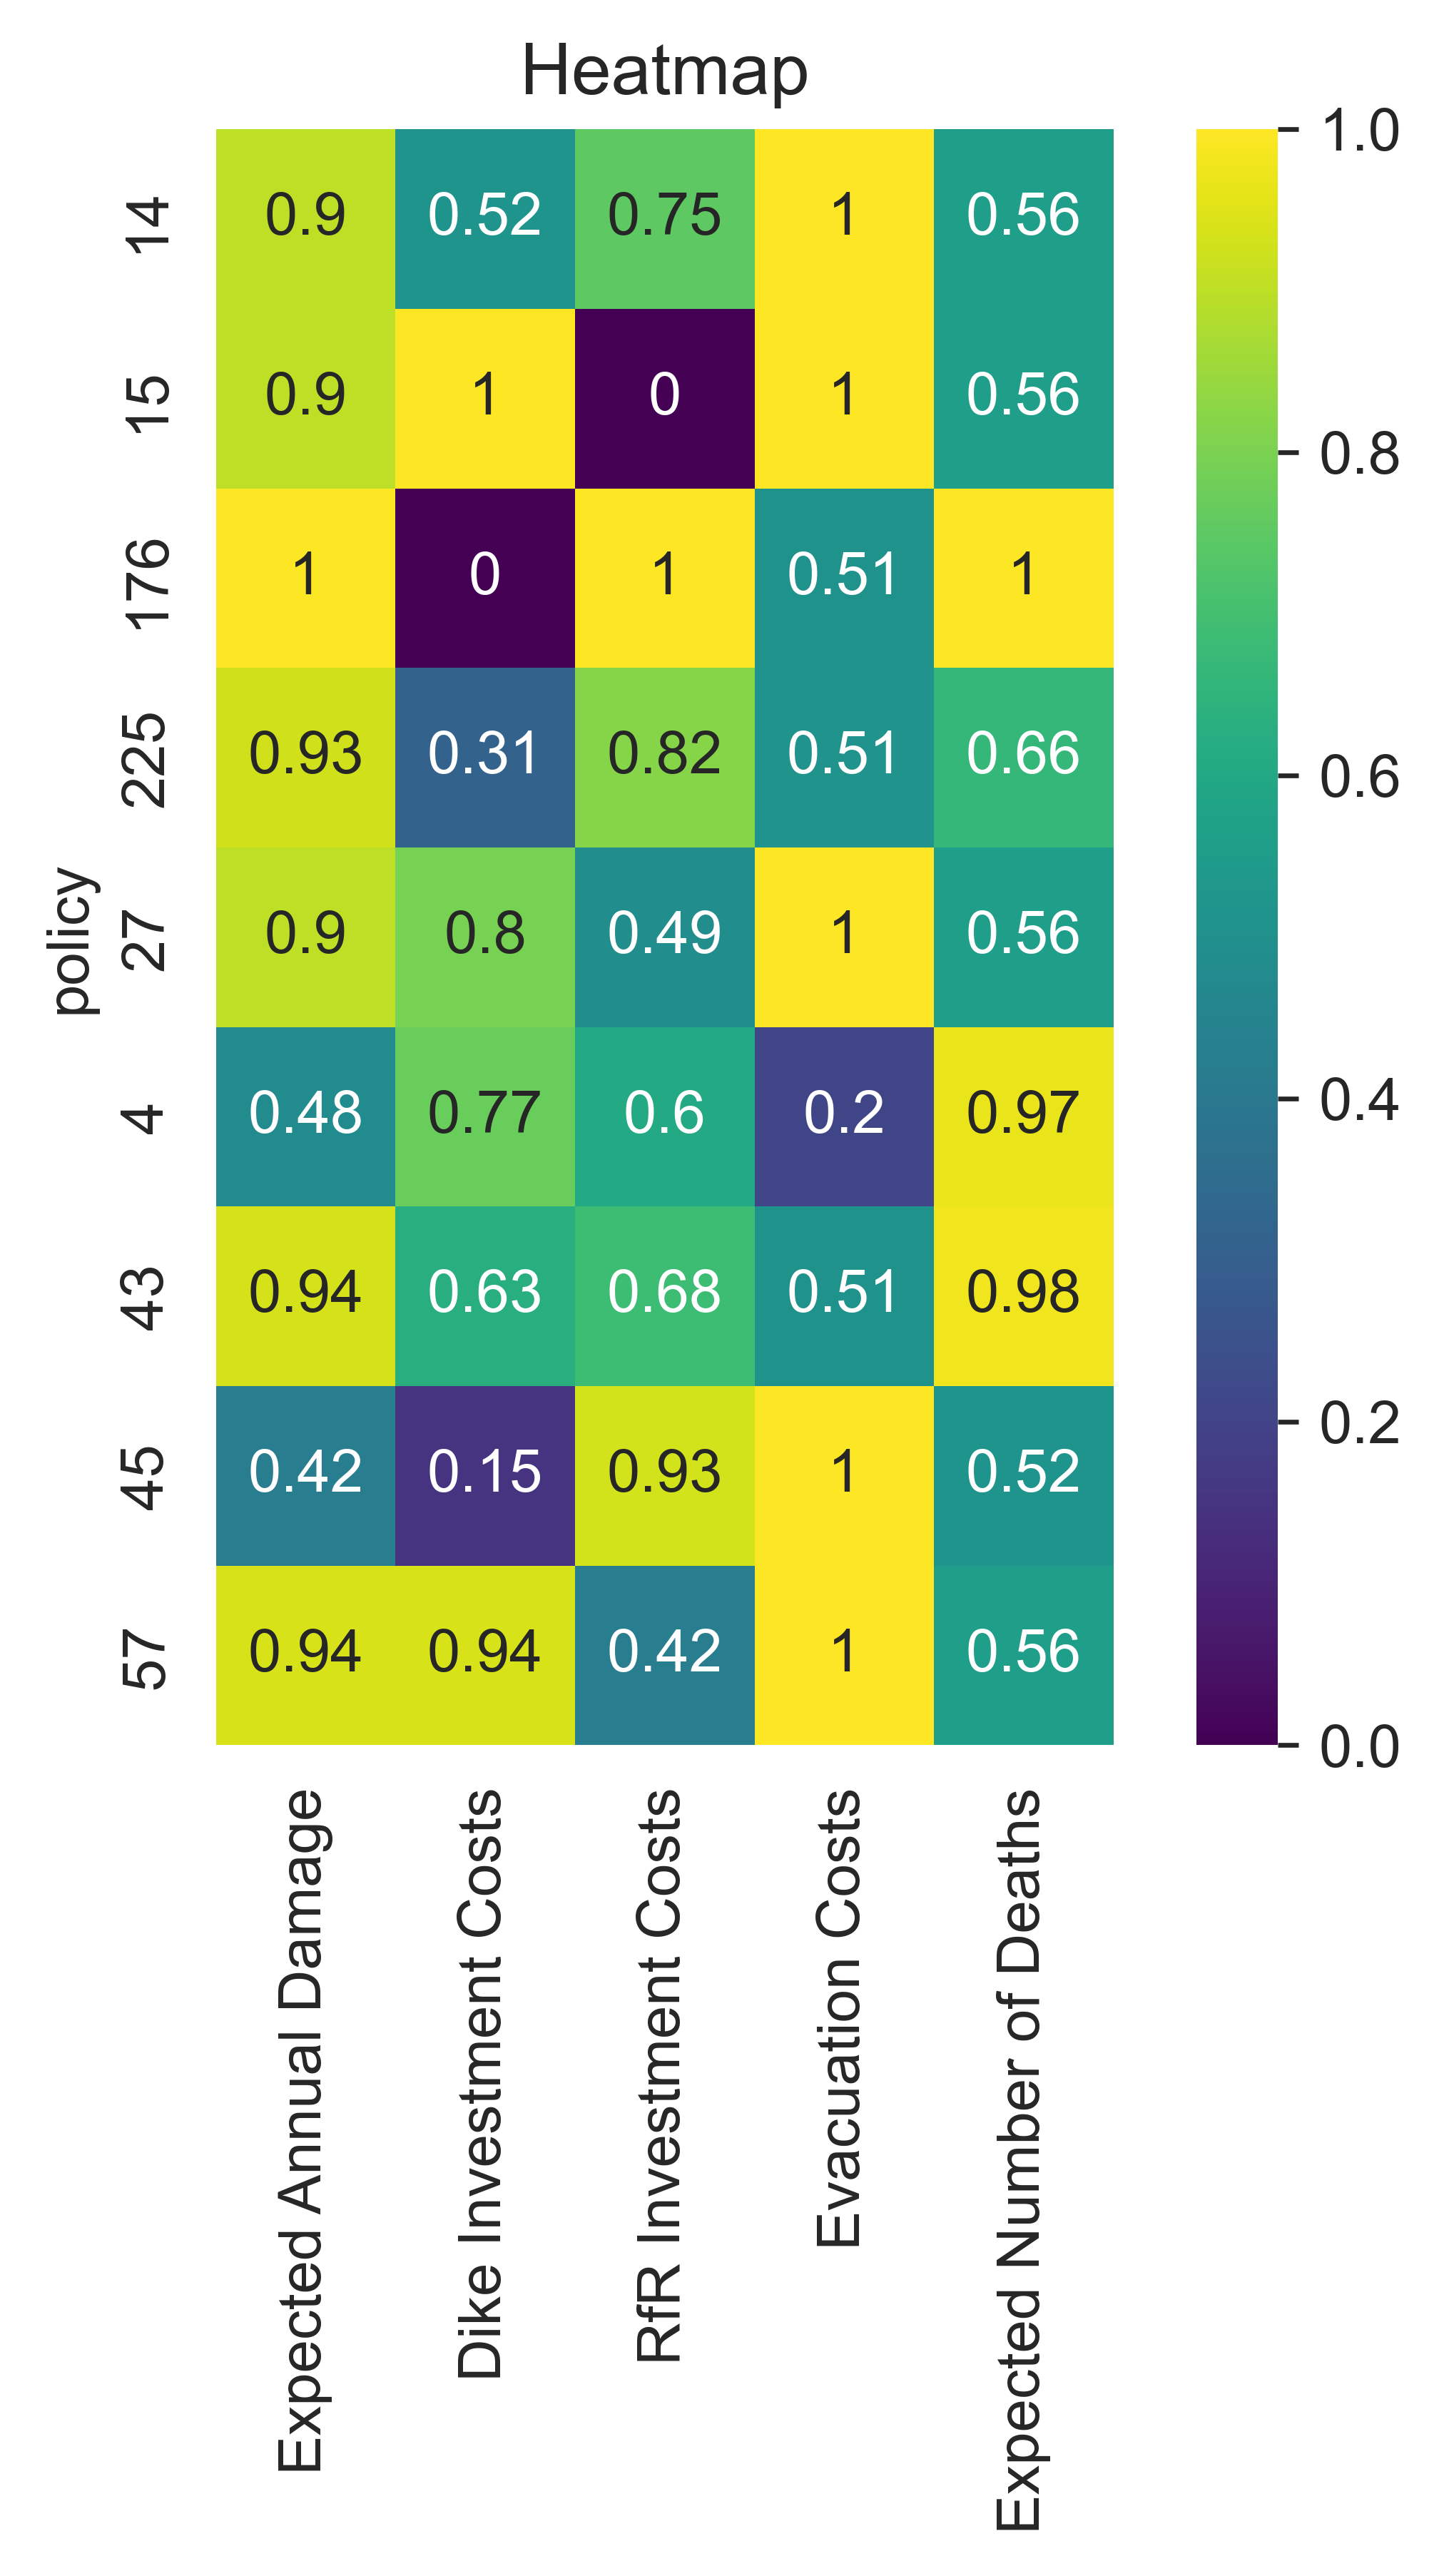 Heatmap
14 0.9 0.52 0.75 1 0.56
15 0.9 1 0 1 0.56
176 1 0 1 0.51 1
225 0.93 0.31 0.82 0.51 0.66
27 0.9 0.8 0.49 1 0.56
4 0.48 0.77 0.6 0.2 0.97
43 0.94 0.63 0.68 0.51 0.98
45 0.42 0.15 0.93 1 0.52
57 0.94 0.94 0.42 1 0.56
policy
Expected Annual Damage
Dike Investment Costs
RfR Investment Costs
Evacuation Costs
Expected Number of Deaths
1.0
0.8
0.6
0.4
0.2
0.0